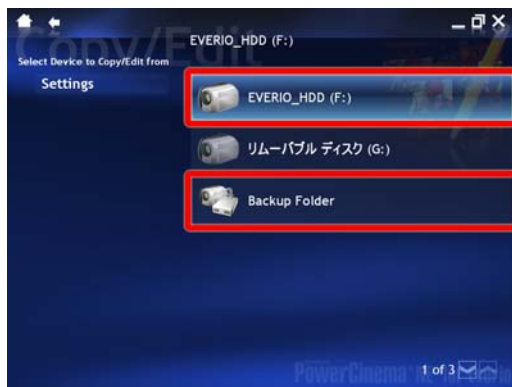 Copy/Edit
EVERIO_HDD (F:)
Select Device to Copy/Edit from
Settings
EVERIO_HDD (F:)
リムーバブル ディスク (G:)
Backup Folder
1 of 3
PowerCinema